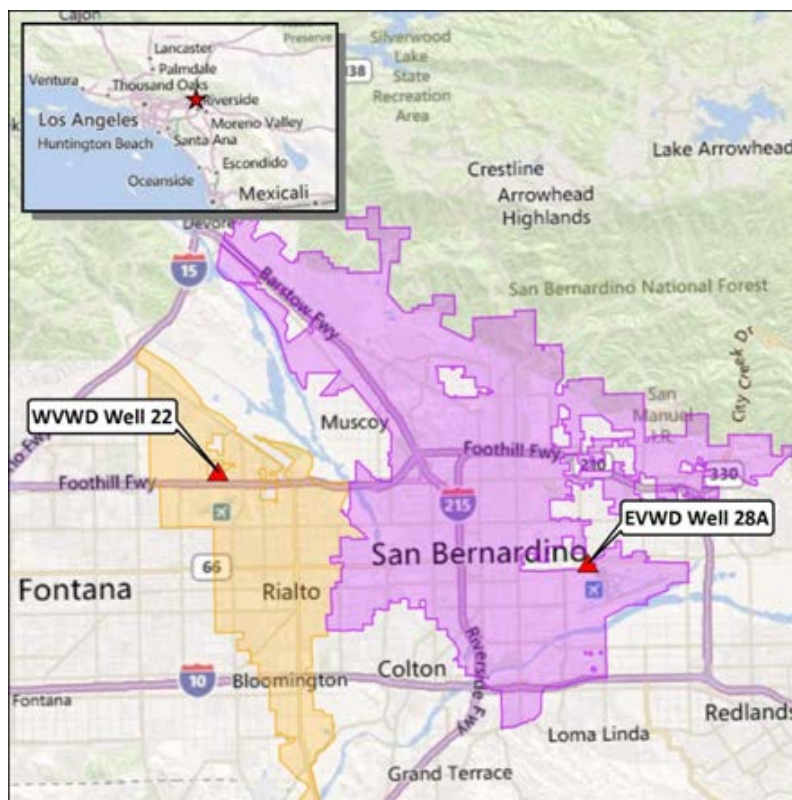 Cajon
Preserve
Lancaster
Palmdale
Ventura
Thousand Oaks
Riverside
Los Angeles
Moreno Valley
Huntington Beach
Santa Ana
Escondido
Oceanside
Mexicali
Silverwood
Lake
State
Recreation
Area
138
Lake Arrowhead
Crestline
Arrowhead
Highlands
Devore
15
Barstow Fwy
San Bernardino National Forest
City Creek Dr
San
Manuel
I.R.
WVWD Well 22
Muscoy
Foothill Fwy
Foothill Fwy
210
330
215
EVWD Well 28A
San Bernardino
66
Fontana
Rialto
Riverside Fwy
Colton
10
Bloomington
Fontana
Redlands
Loma Linda
Grand Terrace